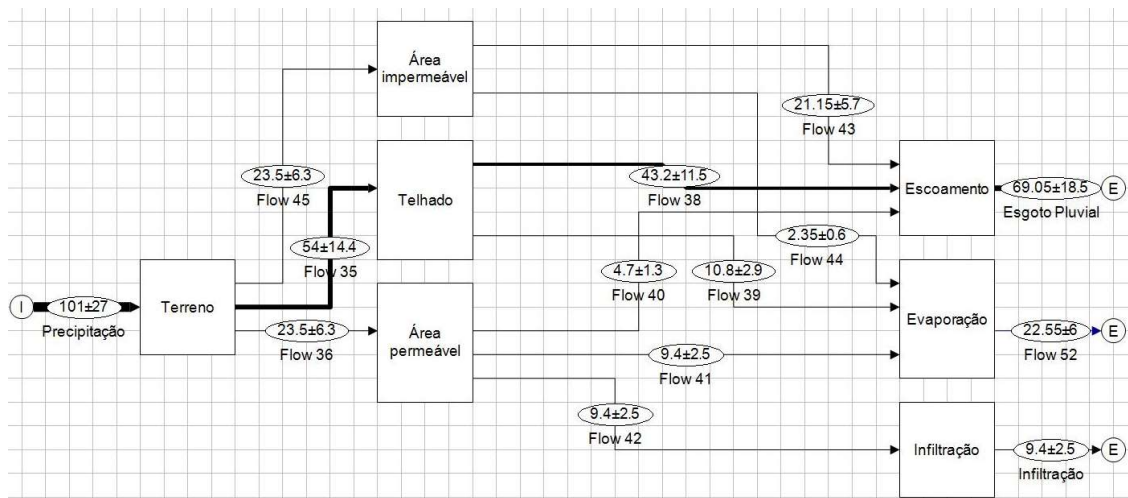 Área
impermeável
21.15±5.7
Flow 43
23.5±6.3
Flow 45
Telhado
43.2±11.5
Flow 38
Escoamento
69.05±18.5
E
Esgoto Pluvial
54±14.4
Flow 35
2.35±0.6
Flow 44
4.7±1.3
Flow 40
10.8±2.9
Flow 39
I
101±27
Precipitação
Terreno
23.5±6.3
Flow 36
Área
permeável
Evaporação
22.55±6
E
Flow 52
9.4±2.5
Flow 41
9.4±2.5
Flow 42
Infiltração
9.4±2.5
E
Infiltração